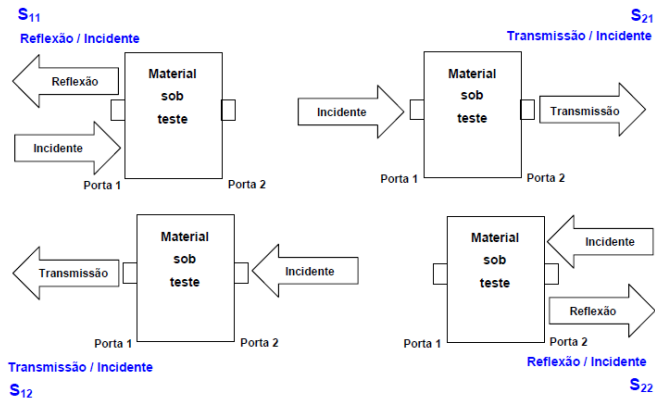 S11
Reflexão / Incidente
Reflexão
Incidente
Material
sob
teste
Porta 1
Porta 2
S21
Transmissão / Incidente
Incidente
Material
sob
teste
Transmissão
Porta 1
Porta 2
Transmissão
Material
sob
teste
Incidente
Porta 1
Porta 2
Transmissão / Incidente
S12
Material
sob
teste
Incidente
Reflexão
Porta 1
Porta 2
Reflexão / Incidente
S22